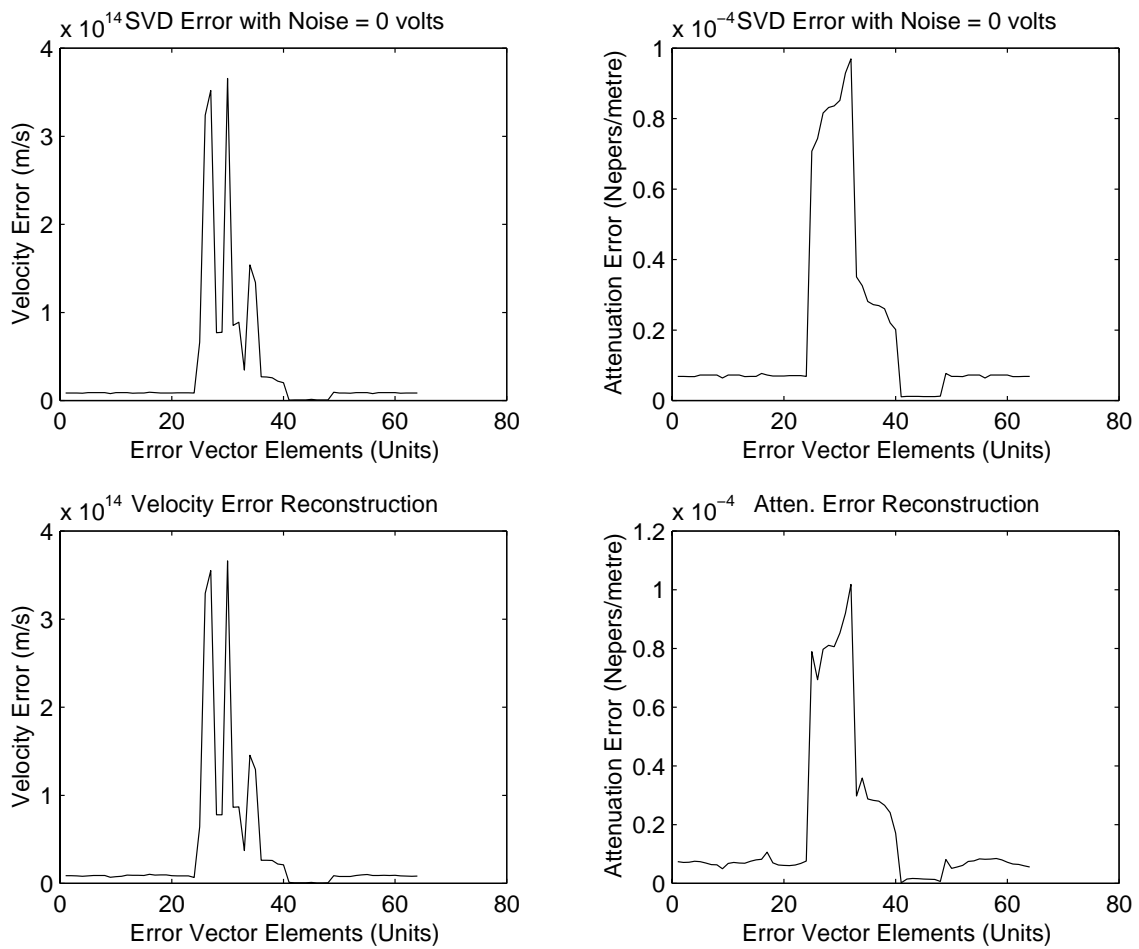 x 10^14 SVD Error with Noise = 0 volts
4
3
2
1
0
0 20 40 60 80
Velocity Error (m/s)
Error Vector Elements (Units)
x 10^−4 SVD Error with Noise = 0 volts
1
0.8
0.6
0.4
0.2
0
0 20 40 60 80
Attenuation Error (Nepers/metre)
Error Vector Elements (Units)
x 10^14 Velocity Error Reconstruction
4
3
2
1
0
0 20 40 60 80
Velocity Error (m/s)
Error Vector Elements (Units)
x 10^−4 Atten. Error Reconstruction
1.2
1
0.8
0.6
0.4
0.2
0
0 20 40 60 80
Attenuation Error (Nepers/metre)
Error Vector Elements (Units)